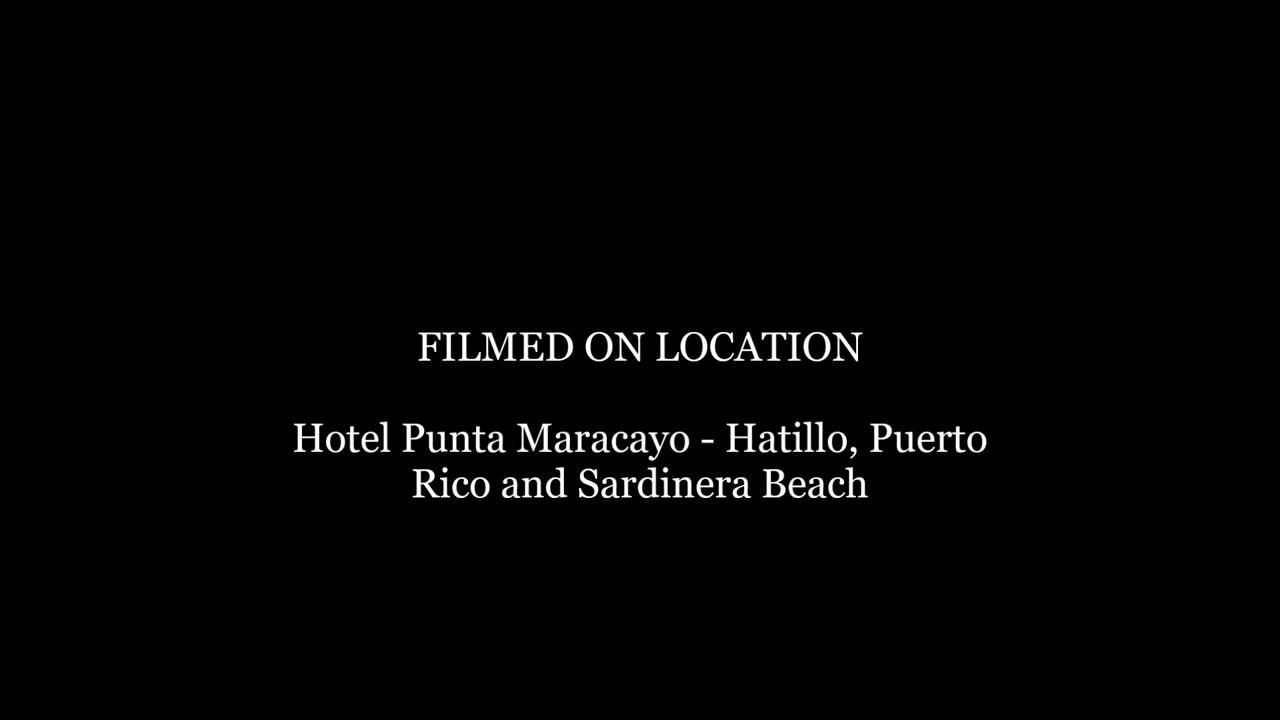 FILMED ON LOCATION
Hotel Punta Maracayo - Hatillo, Puerto
Rico and Sardinera Beach